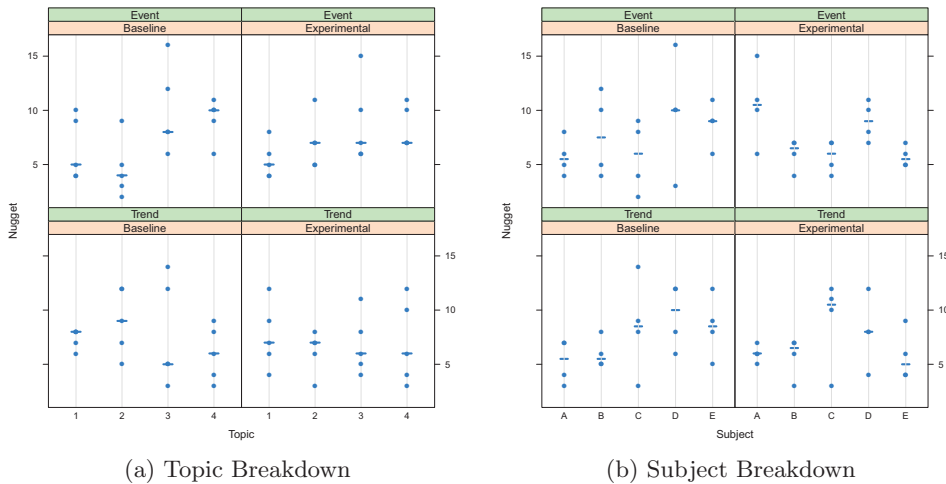 Event Event Event Event
Baseline Experimental Baseline Experimental
15 15
10 10
5 5
Nugget Nugget
Trend Trend Trend Trend
Baseline Experimental Baseline Experimental
15 15
10 10
5 5
1 2 3 4 1 2 3 4 A B C D E A B C D E
Topic Subject
(a) Topic Breakdown (b) Subject Breakdown